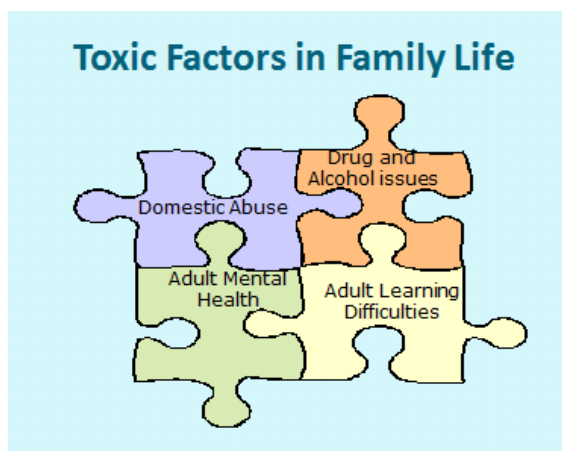 Toxic Factors in Family Life
Domestic Abuse
Drug and
Alcohol issues
Adult Mental
Health
Adult Learning
Difficulties